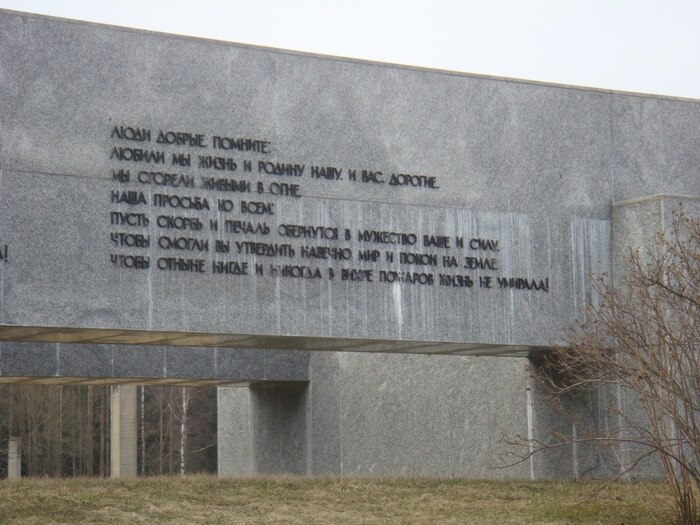 ЛЮДИ ДОБРЫЕ, ПОМНИТЕ:
ЛЮБИЛИ МЫ ЖИЗНЬ И РОДИНУ НАШУ, И ВАС, ДОРОГИЕ.
МЫ СГОРЕЛИ ЖИВЫМИ В ОГНЕ.
НАША ПРОСЬБА КО ВСЕМ:
ПУСТЬ СКОРБЬ И ПЕЧАЛЬ ОБЕРНУТСЯ В МУЖЕСТВО ВАШЕ И СИЛУ,
ЧТОБЫ СМОГЛИ ВЫ УТВЕРДИТЬ НАВЕЧНО МИР И ПОКОЙ НА ЗЕМЛЕ.
ЧТОБЫ ОТНЫНЕ НИГДЕ И НИКОГДА В ВИХРЕ ПОЖАРОВ ЖИЗНЬ НЕ УМИРАЛА!